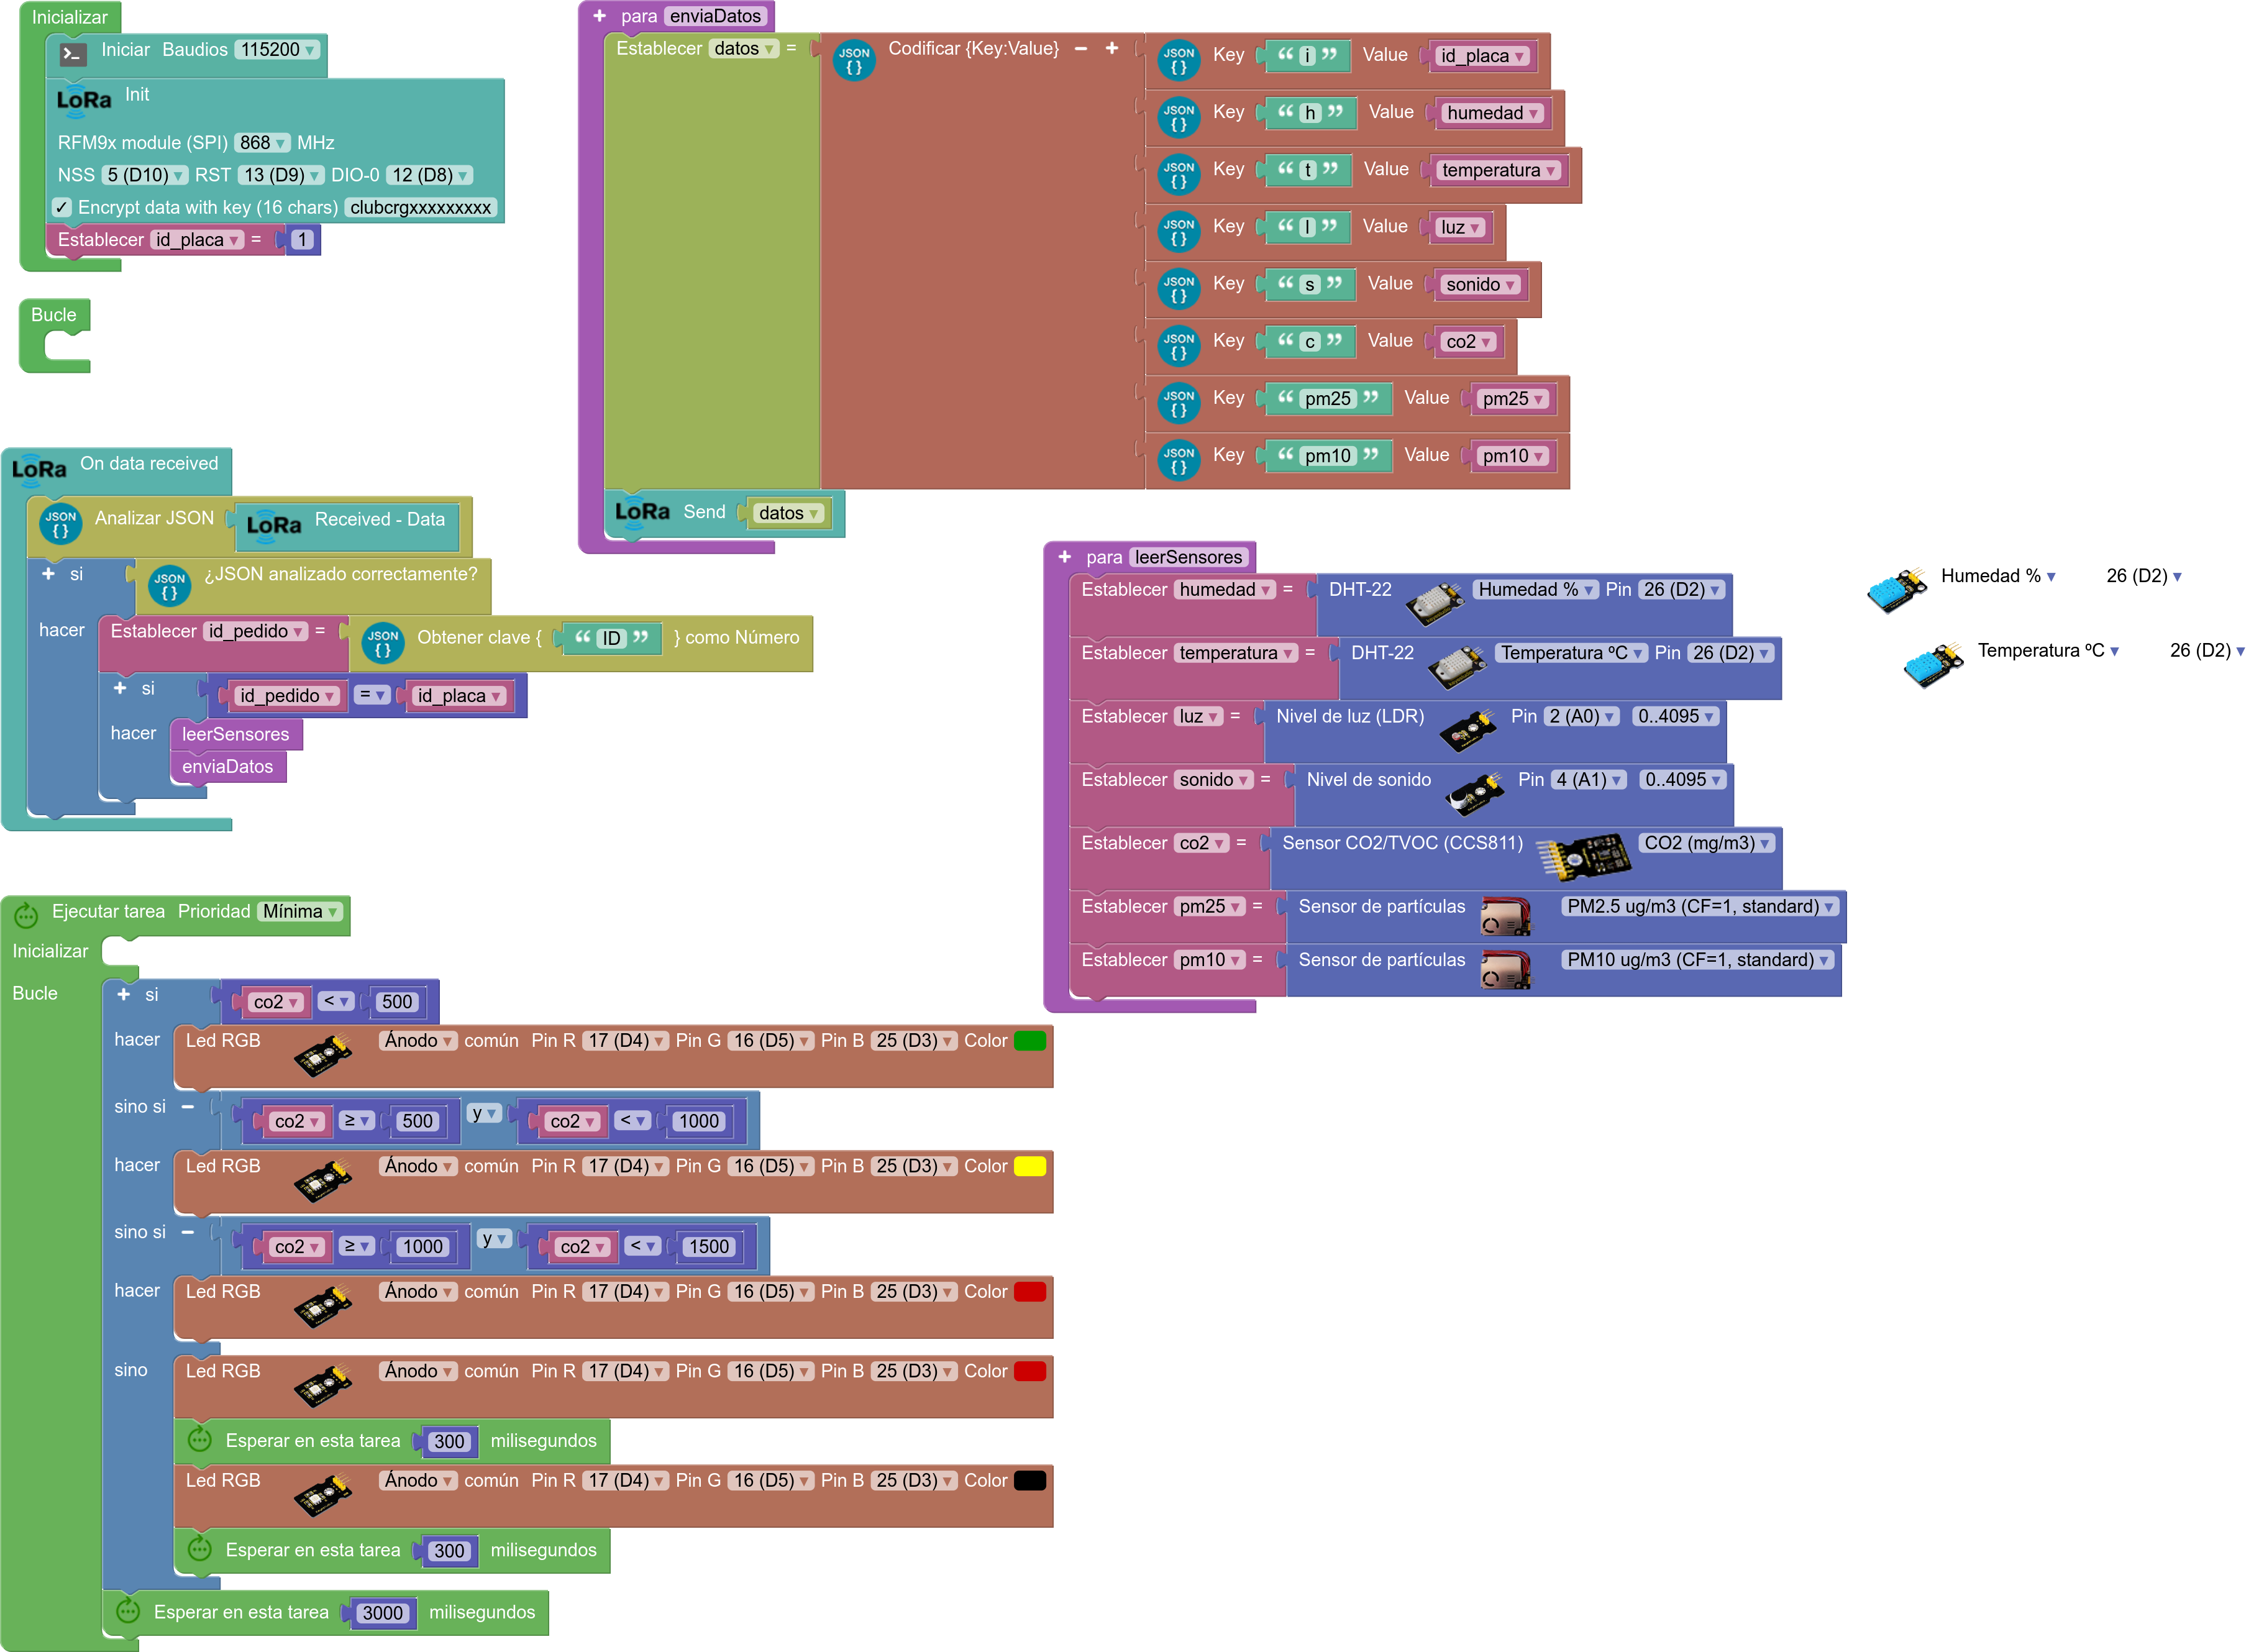 Inicializar
Iniciar Baudios 115200
LoRa Init
RFM9x module (SPI) 868 MHz
NSS 5 (D10) RST 13 (D9) DIO-0 12 (D8)
✓ Encrypt data with key (16 chars) clubcrgxxxxxxxxx
Establecer id_placa = 1
Bucle
+ para enviaDatos
Establecer datos = JSON { } Codificar {Key:Value} − + JSON { } Key “ i ” Value id_placa
JSON { } Key “ h ” Value humedad
JSON { } Key “ t ” Value temperatura
JSON { } Key “ l ” Value luz
JSON { } Key “ s ” Value sonido
JSON { } Key “ c ” Value co2
JSON { } Key “ pm25 ” Value pm25
JSON { } Key “ pm10 ” Value pm10
LoRa Send datos
LoRa On data received
JSON { } Analizar JSON LoRa Received - Data
+ si JSON { } ¿JSON analizado correctamente?
hacer Establecer id_pedido = JSON { } Obtener clave { “ ID ” } como Número
+ si id_pedido = id_placa
hacer leerSensores
enviaDatos
+ para leerSensores
Establecer humedad = DHT-22 Humedad % Pin 26 (D2)
Establecer temperatura = DHT-22 Temperatura ºC Pin 26 (D2)
Establecer luz = Nivel de luz (LDR) Pin 2 (A0) 0..4095
Establecer sonido = Nivel de sonido Pin 4 (A1) 0..4095
Establecer co2 = Sensor CO2/TVOC (CCS811) CO2 (mg/m3)
Establecer pm25 = Sensor de partículas PM2.5 ug/m3 (CF=1, standard)
Establecer pm10 = Sensor de partículas PM10 ug/m3 (CF=1, standard)
Humedad % 26 (D2)
Temperatura ºC 26 (D2)
Ejecutar tarea Prioridad Mínima
Inicializar
Bucle + si co2 < 500
hacer Led RGB Ánodo común Pin R 17 (D4) Pin G 16 (D5) Pin B 25 (D3) Color
sino si − co2 ≥ 500 y co2 < 1000
hacer Led RGB Ánodo común Pin R 17 (D4) Pin G 16 (D5) Pin B 25 (D3) Color
sino si − co2 ≥ 1000 y co2 < 1500
hacer Led RGB Ánodo común Pin R 17 (D4) Pin G 16 (D5) Pin B 25 (D3) Color
sino Led RGB Ánodo común Pin R 17 (D4) Pin G 16 (D5) Pin B 25 (D3) Color
Esperar en esta tarea 300 milisegundos
Led RGB Ánodo común Pin R 17 (D4) Pin G 16 (D5) Pin B 25 (D3) Color
Esperar en esta tarea 300 milisegundos
Esperar en esta tarea 3000 milisegundos